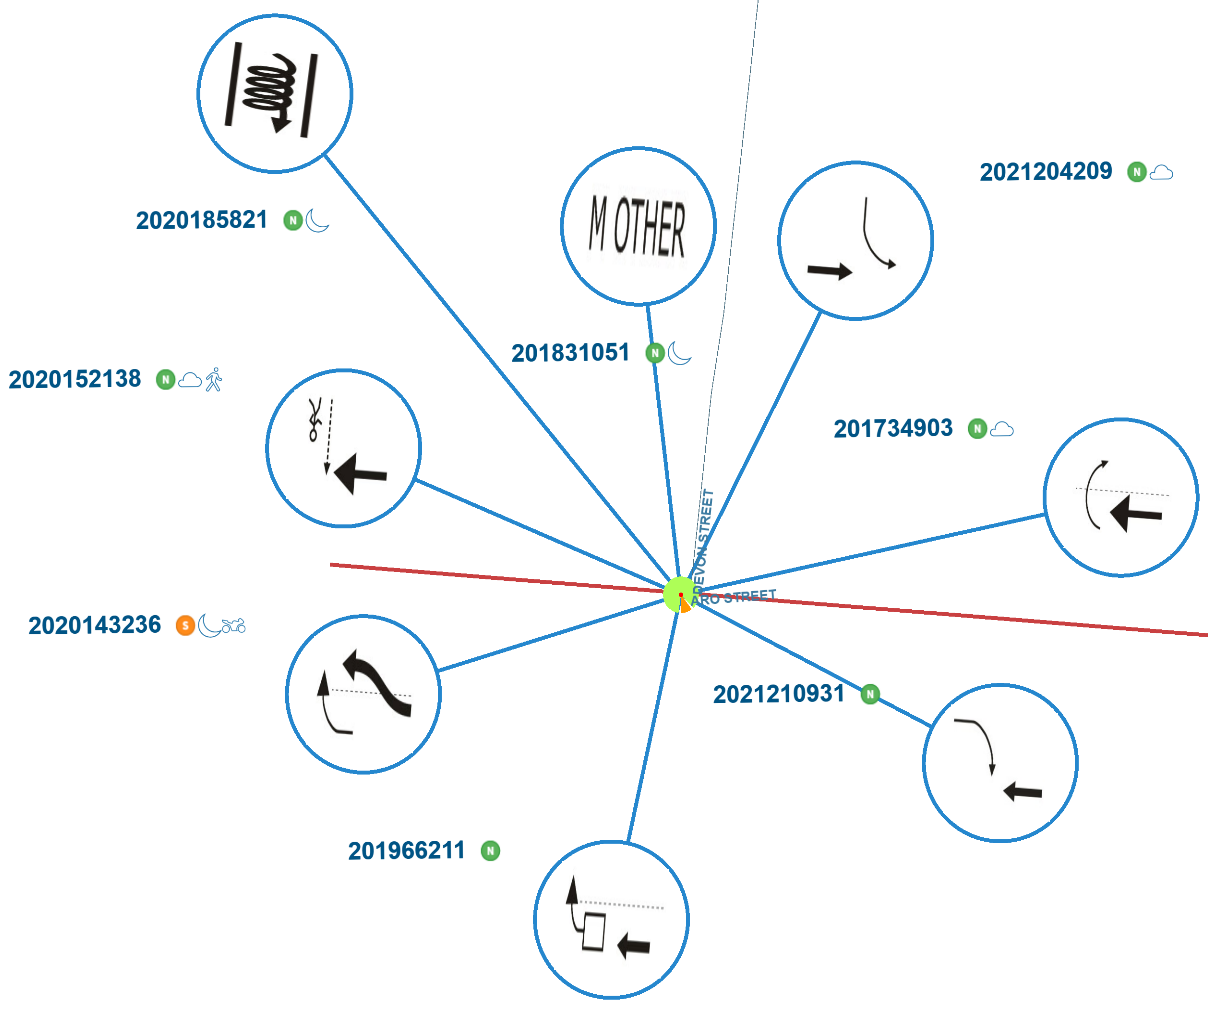 2021204209 N
2020185821 N
M OTHER
201831051 N
2020152138 N
201734903 N
DEVON STREET
ARO STREET
2020143236 S
2021210931 N
201966211 N